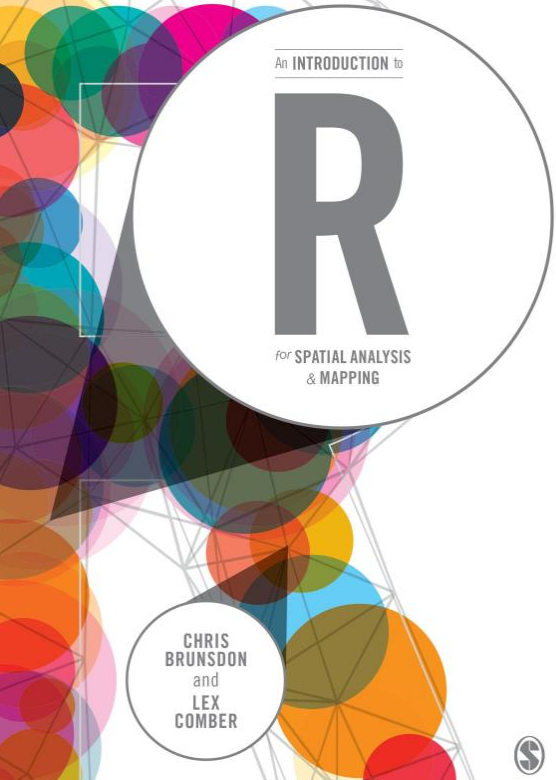 An INTRODUCTION to
R
for SPATIAL ANALYSIS
& MAPPING
CHRIS
BRUNSDON
and
LEX
COMBER
S